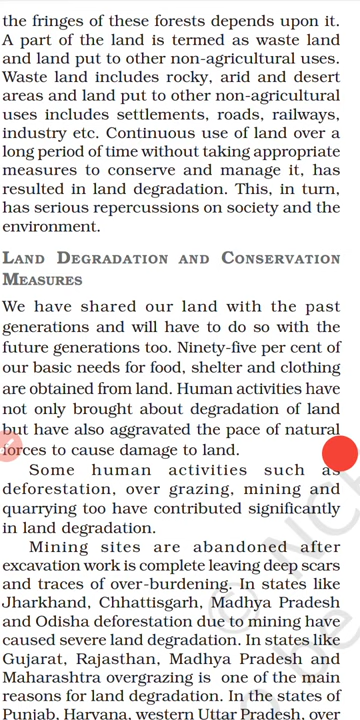 the fringes of these forests depends upon it.
A part of the land is termed as waste land
and land put to other non-agricultural uses.
Waste land includes rocky, arid and desert
areas and land put to other non-agricultural
uses includes settlements, roads, railways,
industry etc. Continuous use of land over a
long period of time without taking appropriate
measures to conserve and manage it, has
resulted in land degradation. This, in turn,
has serious repercussions on society and the
environment.
LAND DEGRADATION AND CONSERVATION
MEASURES
We have shared our land with the past
generations and will have to do so with the
future generations too. Ninety-five per cent of
our basic needs for food, shelter and clothing
are obtained from land. Human activities have
not only brought about degradation of land
but have also aggravated the pace of natural
forces to cause damage to land.
Some human activities such as
deforestation, over grazing, mining and
quarrying too have contributed significantly
in land degradation.
Mining sites are abandoned after
excavation work is complete leaving deep scars
and traces of over-burdening. In states like
Jharkhand, Chhattisgarh, Madhya Pradesh
and Odisha deforestation due to mining have
caused severe land degradation. In states like
Gujarat, Rajasthan, Madhya Pradesh and
Maharashtra overgrazing is one of the main
reasons for land degradation. In the states of
Punjab, Haryana, western Uttar Pradesh, over